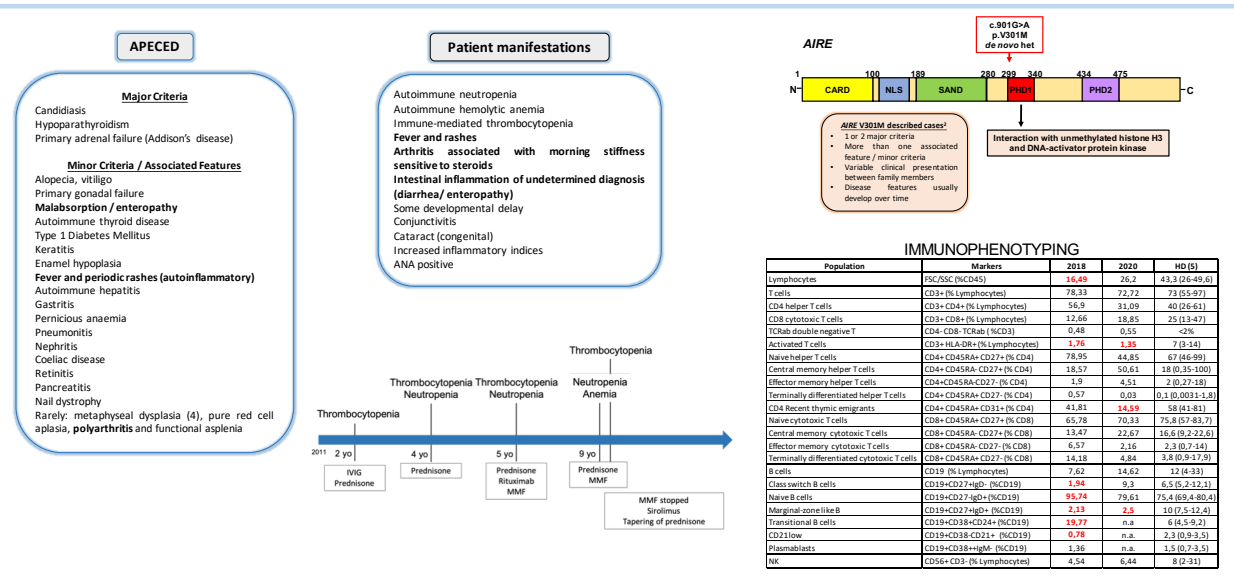 APECED
Major Criteria
Candidiasis
Hypoparathyroidism
Primary adrenal failure (Addison's disease)
Minor Criteria / Associated Features
Alopecia, vitiligo
Primary gonadal failure
Malabsorption / enteropathy
Autoimmune thyroid disease
Type 1 Diabetes Mellitus
Keratitis
Enamel hypoplasia
Fever and periodic rashes (autoinflammatory)
Autoimmune hepatitis
Gastritis
Pernicious anaemia
Pneumonitis
Nephritis
Coeliac disease
Retinitis
Pancreatitis
Nail dystrophy
Rarely: metaphyseal dysplasia (4), pure red cell
aplasia, polyarthritis and functional asplenia
Patient manifestations
Autoimmune neutropenia
Autoimmune hemolytic anemia
Immune-mediated thrombocytopenia
Fever and rashes
Arthritis associated with morning stiffness
sensitive to steroids
Intestinal inflammation of undetermined diagnosis
(diarrhea/ enteropathy)
Some developmental delay
Conjunctivitis
Cataract (congenital)
Increased inflammatory indices
ANA positive
Thrombocytopenia
Thrombocytopenia Thrombocytopenia Neutropenia
Neutropenia Neutropenia Anemia
Thrombocytopenia
2011 2 yo 4 yo 5 yo 9 yo
IVIG
Prednisone
Prednisone
Prednisone
Rituximab
MMF
Prednisone
MMF
MMF stopped
Sirolimus
Tapering of prednisone
c.901G>A
p.V301M
de novo het
AIRE
1 100 189 280 299 340 434 475
N CARD NLS SAND PHD1 PHD2 C
AIRE V301M described cases²
• 1 or 2 major criteria
• More than one associated
feature / minor criteria
• Variable clinical presentation
between family members
• Disease features usually
develop over time
Interaction with unmethylated histone H3
and DNA-activator protein kinase
IMMUNOPHENOTYPING
Population Markers 2018 2020 HD (5)
Lymphocytes FSC/SSC (%CD45) 16,49 26,2 43,3 (26-49,6)
T cells CD3+ (% Lymphocytes) 78,33 72,72 73 (55-97)
CD4 helper T cells CD3+ CD4+ (% Lymphocytes) 56,9 31,09 40 (26-61)
CD8 cytotoxic T cells CD3+ CD8+ (% Lymphocytes) 12,66 18,85 25 (13-47)
TCRab double negative T CD4- CD8- TCRab (%CD3) 0,48 0,55 <2%
Activated T cells CD3+ HLA-DR+ (% Lymphocytes) 1,76 1,35 7 (3-14)
Naive helper T cells CD4+ CD45RA+ CD27+ (% CD4) 78,95 44,85 67 (46-99)
Central memory helper T cells CD4+ CD45RA- CD27+ (% CD4) 18,57 50,61 18 (0,35-100)
Effector memory helper T cells CD4+CD45RA-CD27- (% CD4) 1,9 4,51 2 (0,27-18)
Terminally differentiated helper T cells CD4+ CD45RA+ CD27- (% CD4) 0,57 0,03 0,1 (0,0031-1,8)
CD4 Recent thymic emigrants CD4+ CD45RA+ CD31+ (% CD4) 41,81 14,59 58 (41-81)
Naive cytotoxic T cells CD8+ CD45RA+ CD27+ (% CD8) 65,78 70,33 75,8 (57-83,7)
Central memory cytotoxic T cells CD8+ CD45RA- CD27+ (% CD8) 13,47 22,67 16,6 (9,2-22,6)
Effector memory cytotoxic T cells CD8+ CD45RA- CD27- (% CD8) 6,57 2,16 2,3 (0,7-14)
Terminally differentiated cytotoxic T cells CD8+ CD45RA+ CD27- (% CD8) 14,18 4,84 3,8 (0,9-17,9)
B cells CD19 (% Lymphocytes) 7,62 14,62 12 (4-33)
Class switch B cells CD19+CD27+IgD- (%CD19) 1,94 9,3 6,5 (5,2-12,1)
Naive B cells CD19+CD27-IgD+ (%CD19) 95,74 79,61 75,4 (69,4-80,4)
Marginal-zone like B CD19+CD27+IgD+ (%CD19) 2,13 2,5 10 (7,5-12,4)
Transitional B cells CD19+CD38+CD24+ (%CD19) 19,77 n.a 6 (4,5-9,2)
CD21low CD19+CD38-CD21+ (%CD19) 0,78 n.a. 2,3 (0,9-3,5)
Plasmablasts CD19+CD38++IgM- (%CD19) 1,36 n.a. 1,5 (0,7-3,5)
NK CD56+ CD3- (% Lymphocytes) 4,54 6,44 8 (2-31)